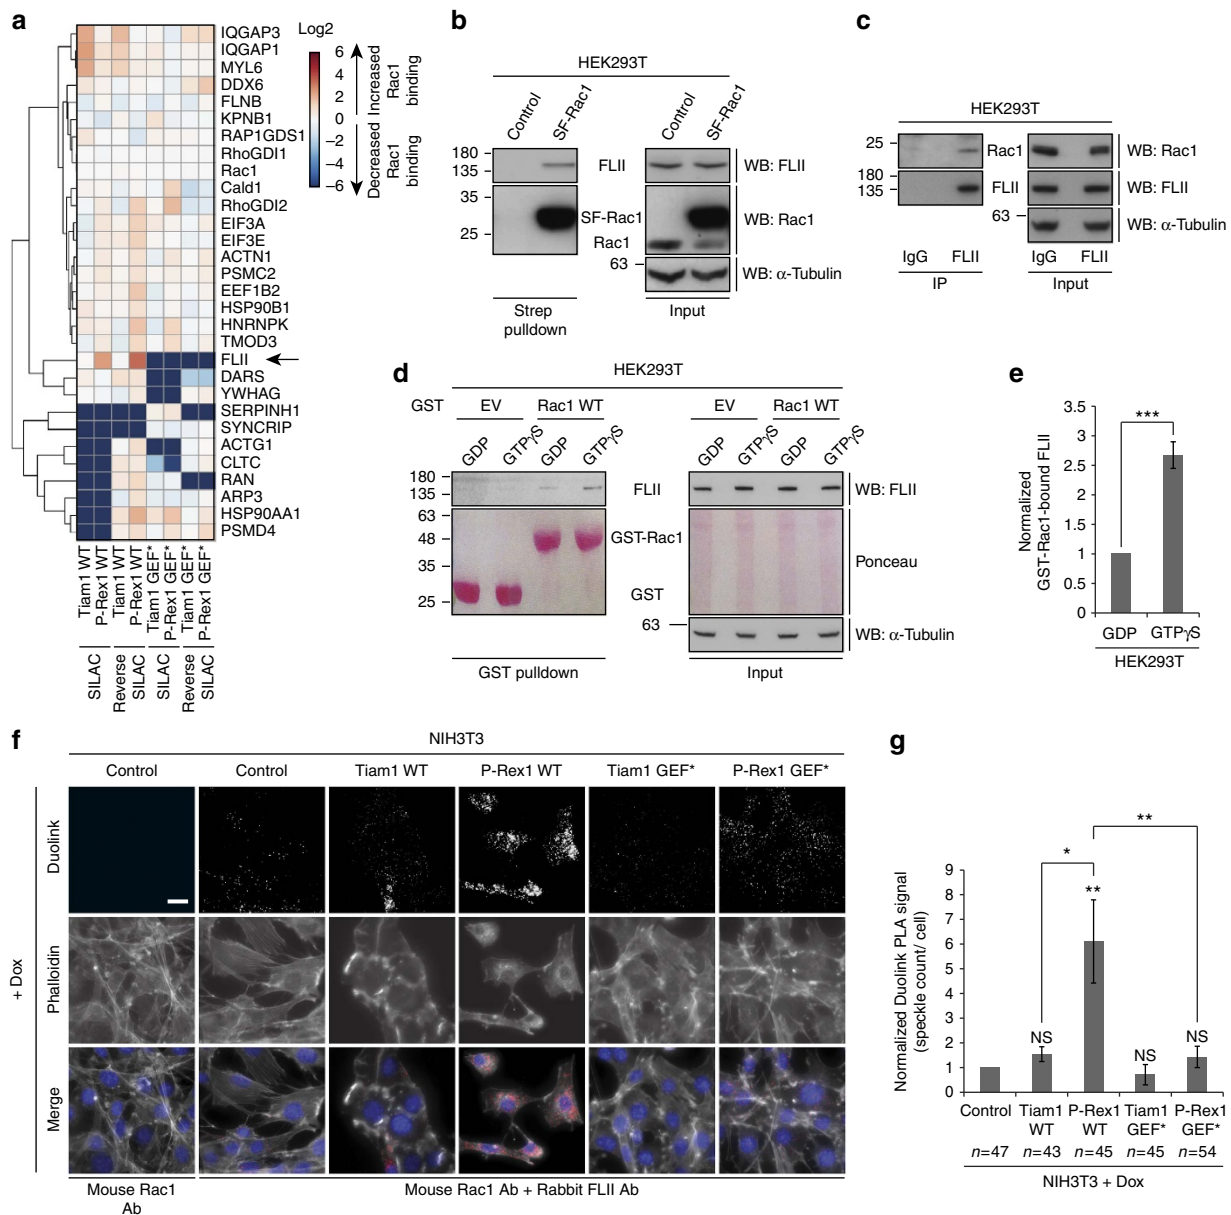 a
IQGAP3
IQGAP1
MYL6
DDX6
FLNB
KPNB1
RAP1GDS1
RhoGDI1
Rac1
Cald1
RhoGDI2
EIF3A
EIF3E
ACTN1
PSMC2
EEF1B2
HSP90B1
HNRNPK
TMOD3
FLII
DARS
YWHAG
SERPINH1
SYNCRIP
ACTG1
CLTC
RAN
ARP3
HSP90AA1
PSMD4
Log2
6
4
2
0
−2
−4
−6
Increased Rac1 binding
Decreased Rac1 binding
Tiam1 WT
P-Rex1 WT
Tiam1 WT
P-Rex1 WT
Tiam1 GEF*
P-Rex1 GEF*
Tiam1 GEF*
P-Rex1 GEF*
SILAC
Reverse SILAC
SILAC
Reverse SILAC
b
HEK293T
Control SF-Rac1 Control SF-Rac1
180
135
FLII
WB: FLII
35
25
SF-Rac1
Rac1
WB: Rac1
63
WB: α-Tubulin
Strep pulldown
Input
c
HEK293T
25
Rac1
WB: Rac1
180
135
FLII
WB: FLII
63
WB: α-Tubulin
IgG FLII IgG FLII
IP Input
d
HEK293T
GST EV Rac1 WT EV Rac1 WT
GDP GTPγS GDP GTPγS GDP GTPγS GDP GTPγS
180
135
FLII
WB: FLII
63
48
35
25
GST-Rac1
GST
Ponceau
63
WB: α-Tubulin
GST pulldown Input
e
Normalized
GST-Rac1-bound FLII
3.5
3
2.5
2
1.5
1
0.5
0
***
GDP GTPγS
HEK293T
f
NIH3T3
Control Control Tiam1 WT P-Rex1 WT Tiam1 GEF* P-Rex1 GEF*
+ Dox
Duolink
Phalloidin
Merge
Mouse Rac1
Ab
Mouse Rac1 Ab + Rabbit FLII Ab
g
Normalized Duolink PLA signal
(speckle count/ cell)
9
8
7
6
5
4
3
2
1
0
**
*
**
NS
NS
NS
Control Tiam1 WT P-Rex1 WT Tiam1 GEF* P-Rex1 GEF*
n=47 n=43 n=45 n=45 n=54
NIH3T3 + Dox